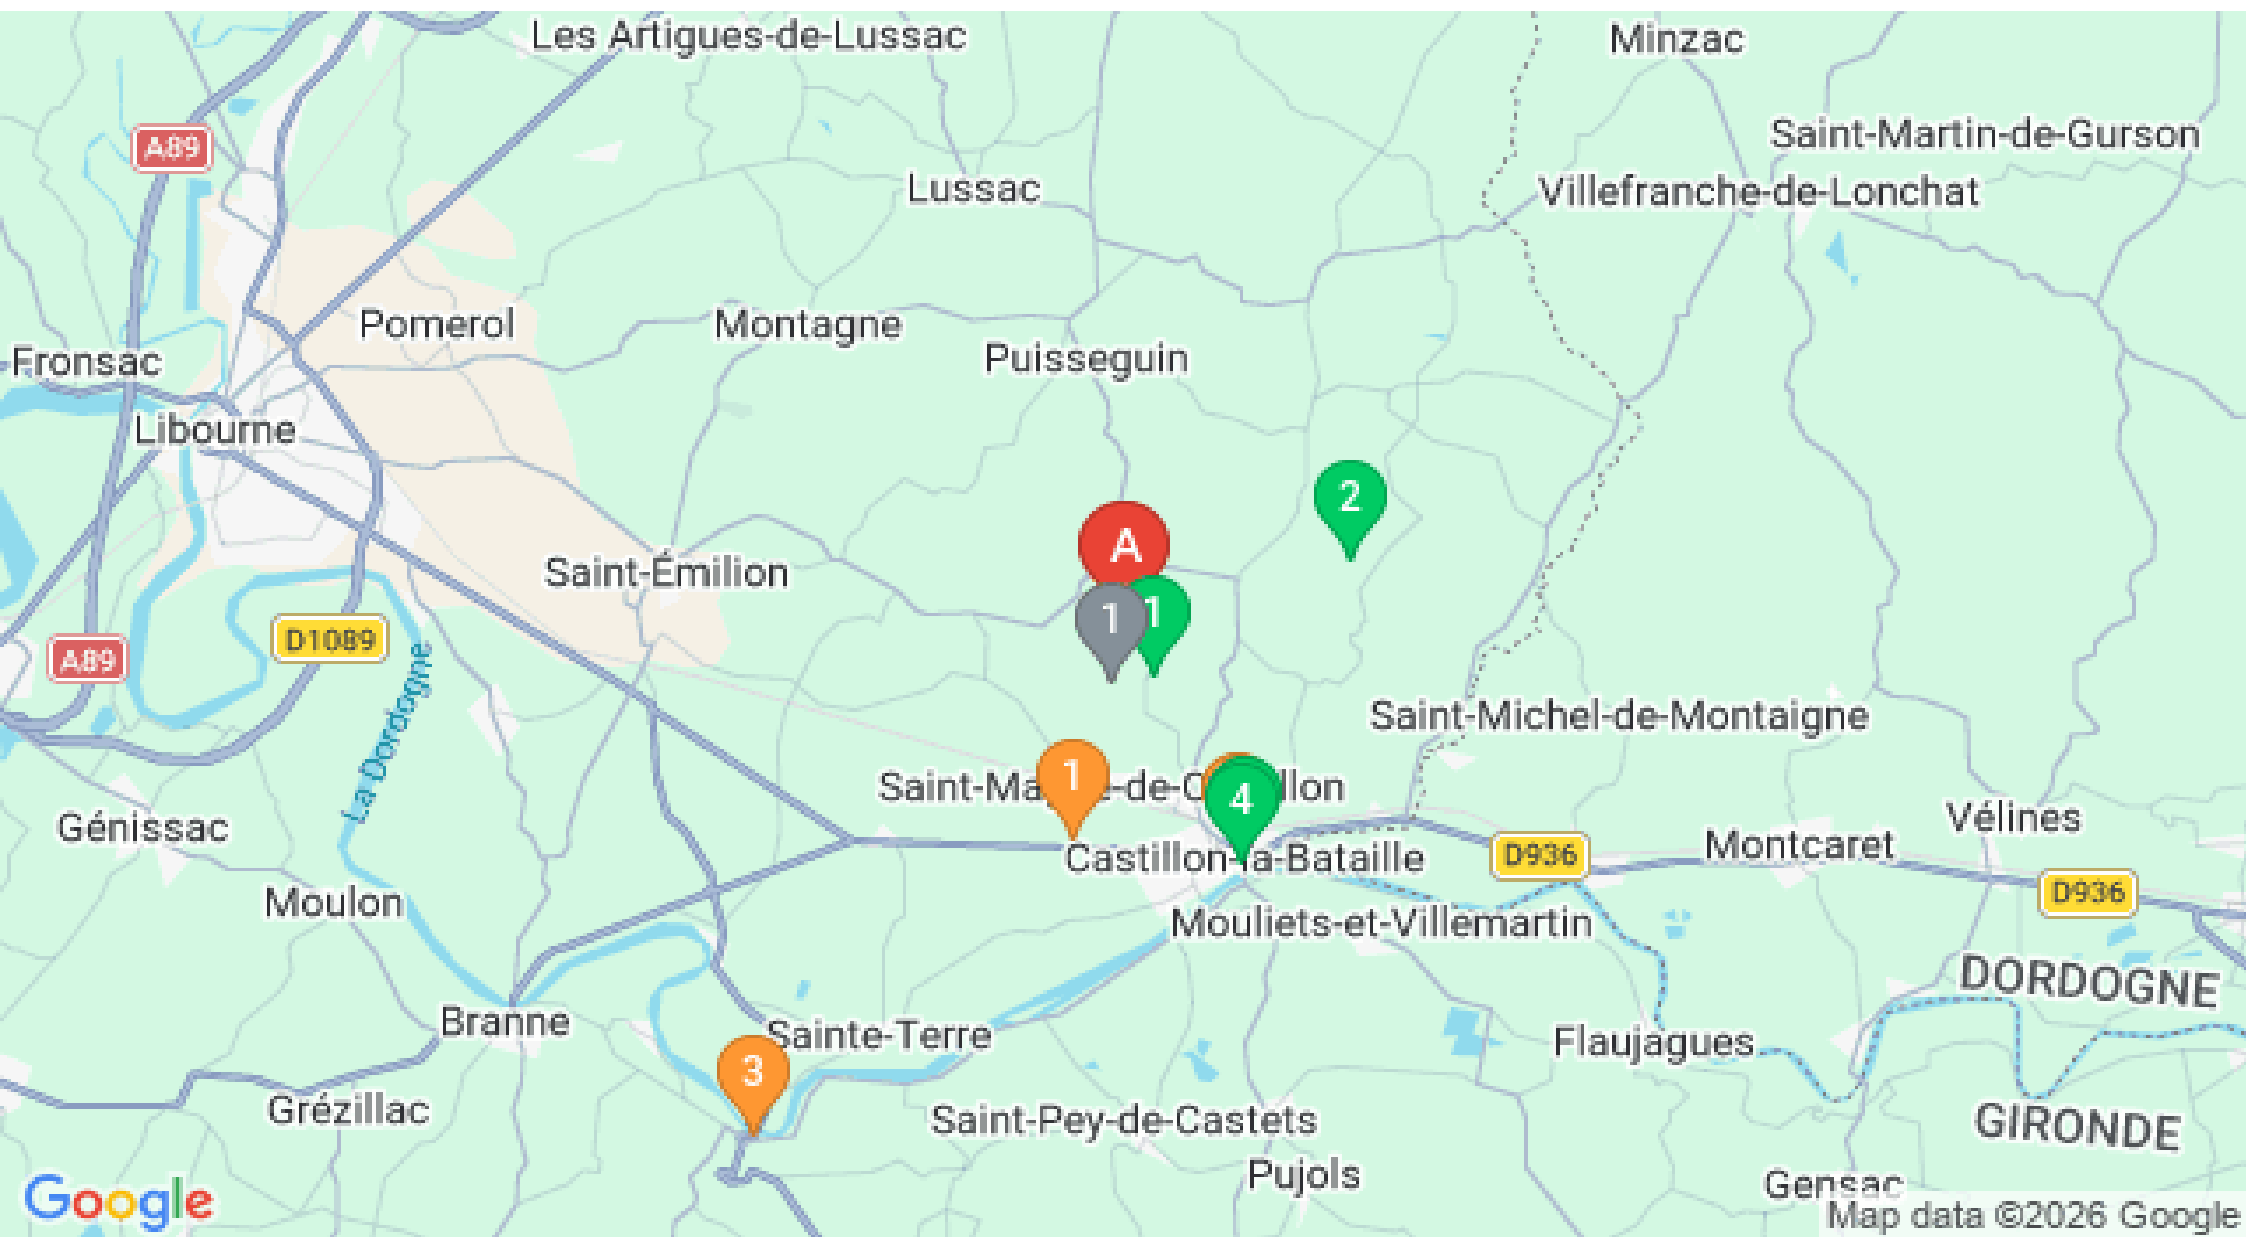 Les Artigues-de-Lussac
Minzac
A89
Saint-Martin-de-Gurson
Lussac
Villefranche-de-Lonchat
Pomerol
Montagne
Fronsac
Puisseguin
Libourne
2
A
Saint-Émilion
1
1
D1089
A89
La Dordogne
Saint-Michel-de-Montaigne
1
4
Génissac
Vélines
Castillon-la-Bataille
D936
Montcaret
Moulon
D936
Mouliets-et-Villemartin
DORDOGNE
Branne
Sainte-Terre
Flaujagues
3
Grézillac
Saint-Pey-de-Castets
GIRONDE
Pujols
Gensac
Google
Map data ©2026 Google